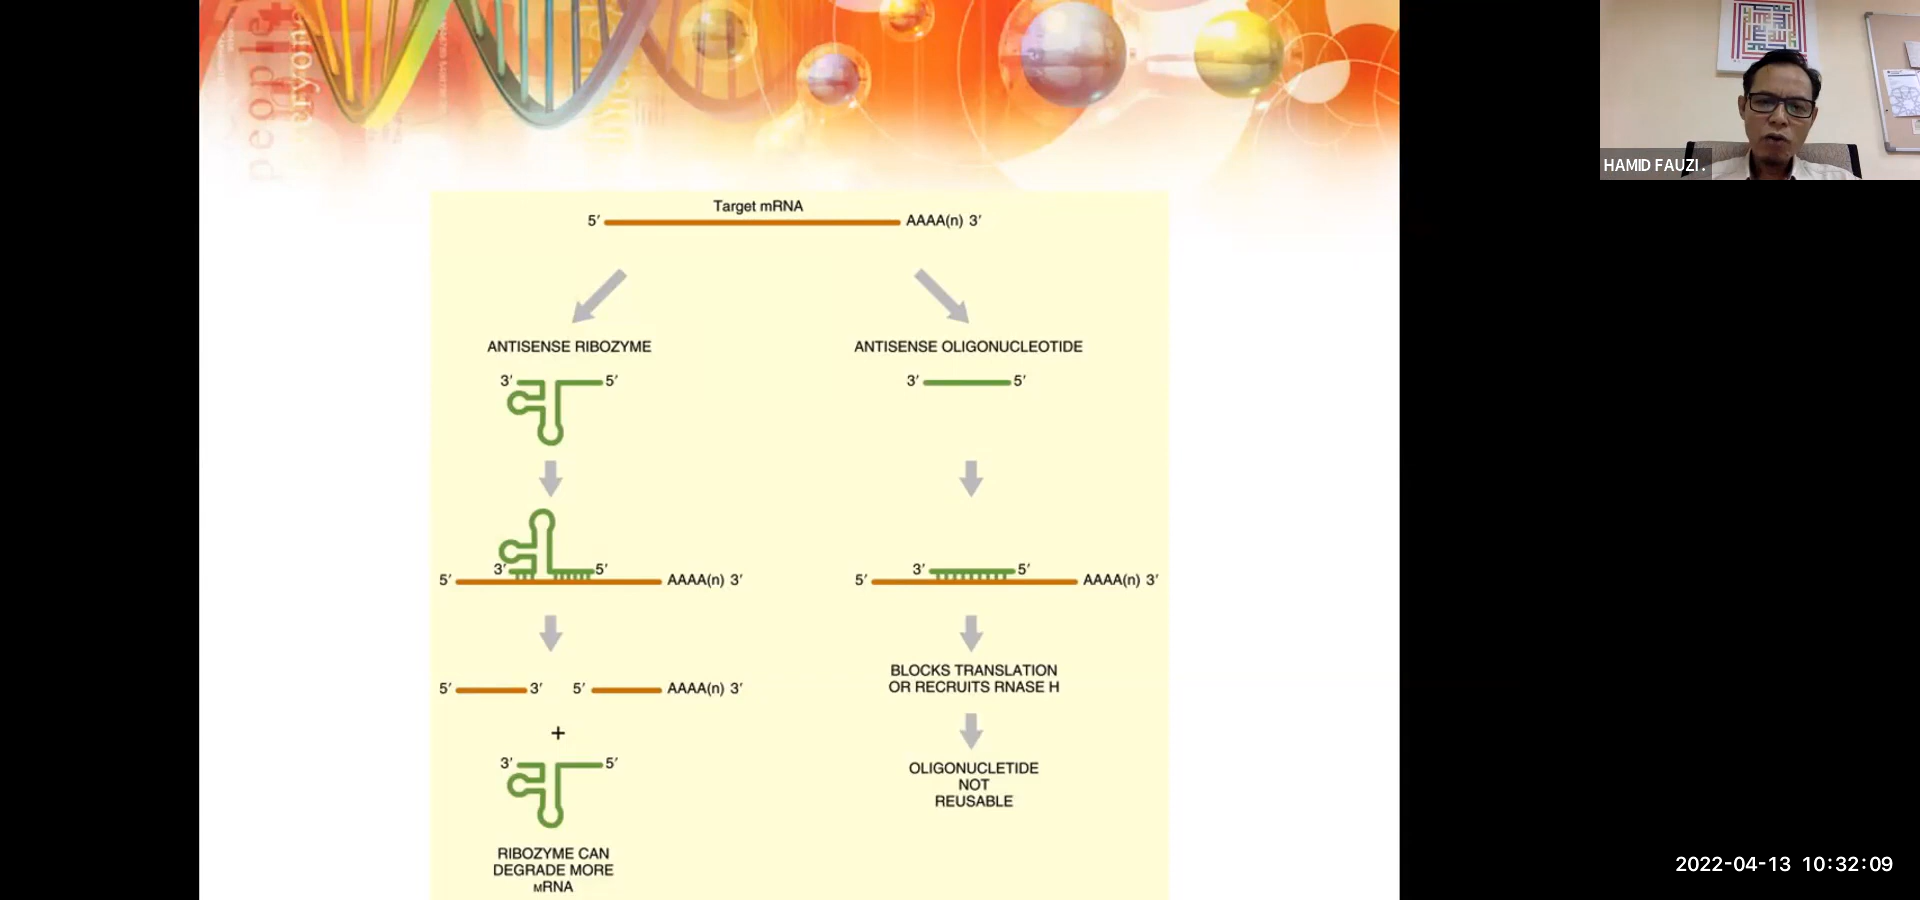 people
eukaryon
Target mRNA
5′ AAAA(n) 3′
ANTISENSE RIBOZYME
ANTISENSE OLIGONUCLEOTIDE
3′ 5′
3′ 5′
3′ 5′
5′ AAAA(n) 3′
3′ 5′
5′ AAAA(n) 3′
BLOCKS TRANSLATION
OR RECRUITS RNASE H
5′ 3′ 5′ AAAA(n) 3′
+
3′ 5′
OLIGONUCLETIDE
NOT
REUSABLE
RIBOZYME CAN
DEGRADE MORE
MRNA
HAMID FAUZI .
2022-04-13 10:32:09